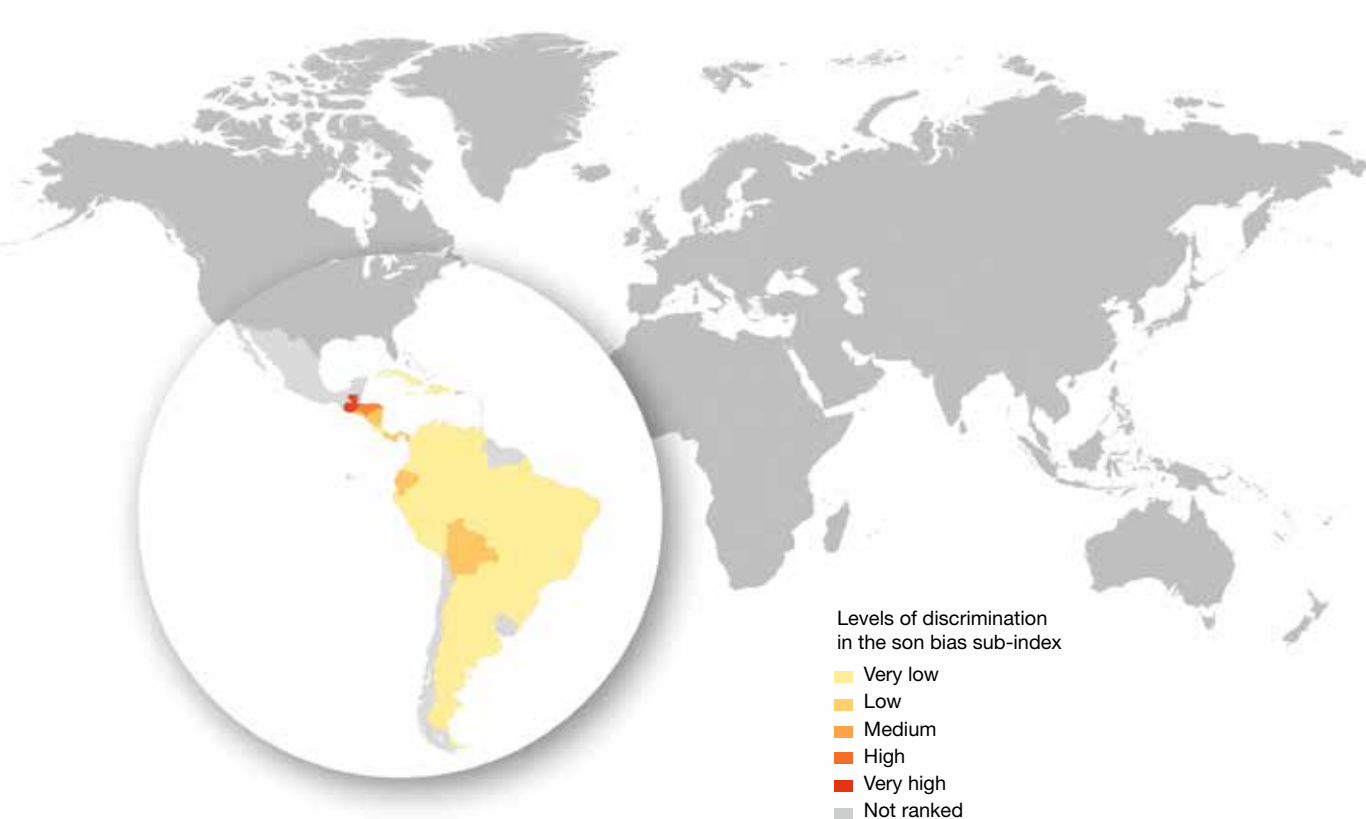 Levels of discrimination
in the son bias sub-index
Very low
Low
Medium
High
Very high
Not ranked